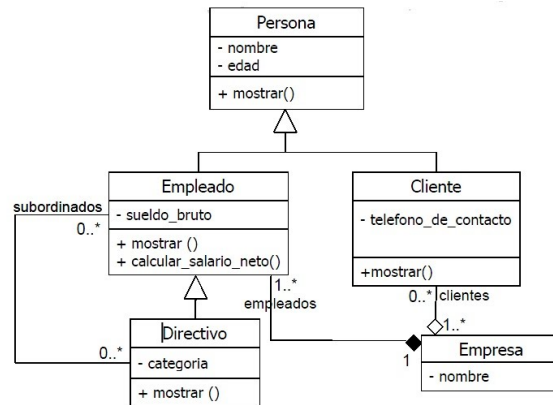 Persona
- nombre
- edad
+ mostrar()
Empleado
- sueldo_bruto
+ mostrar ()
+ calcular_salario_neto()
Cliente
- telefono_de_contacto
+mostrar()
subordinados
0..*
1..*
empleados
0..* clientes
1..*
Directivo
- categoria
+ mostrar ()
0..*
1
Empresa
- nombre